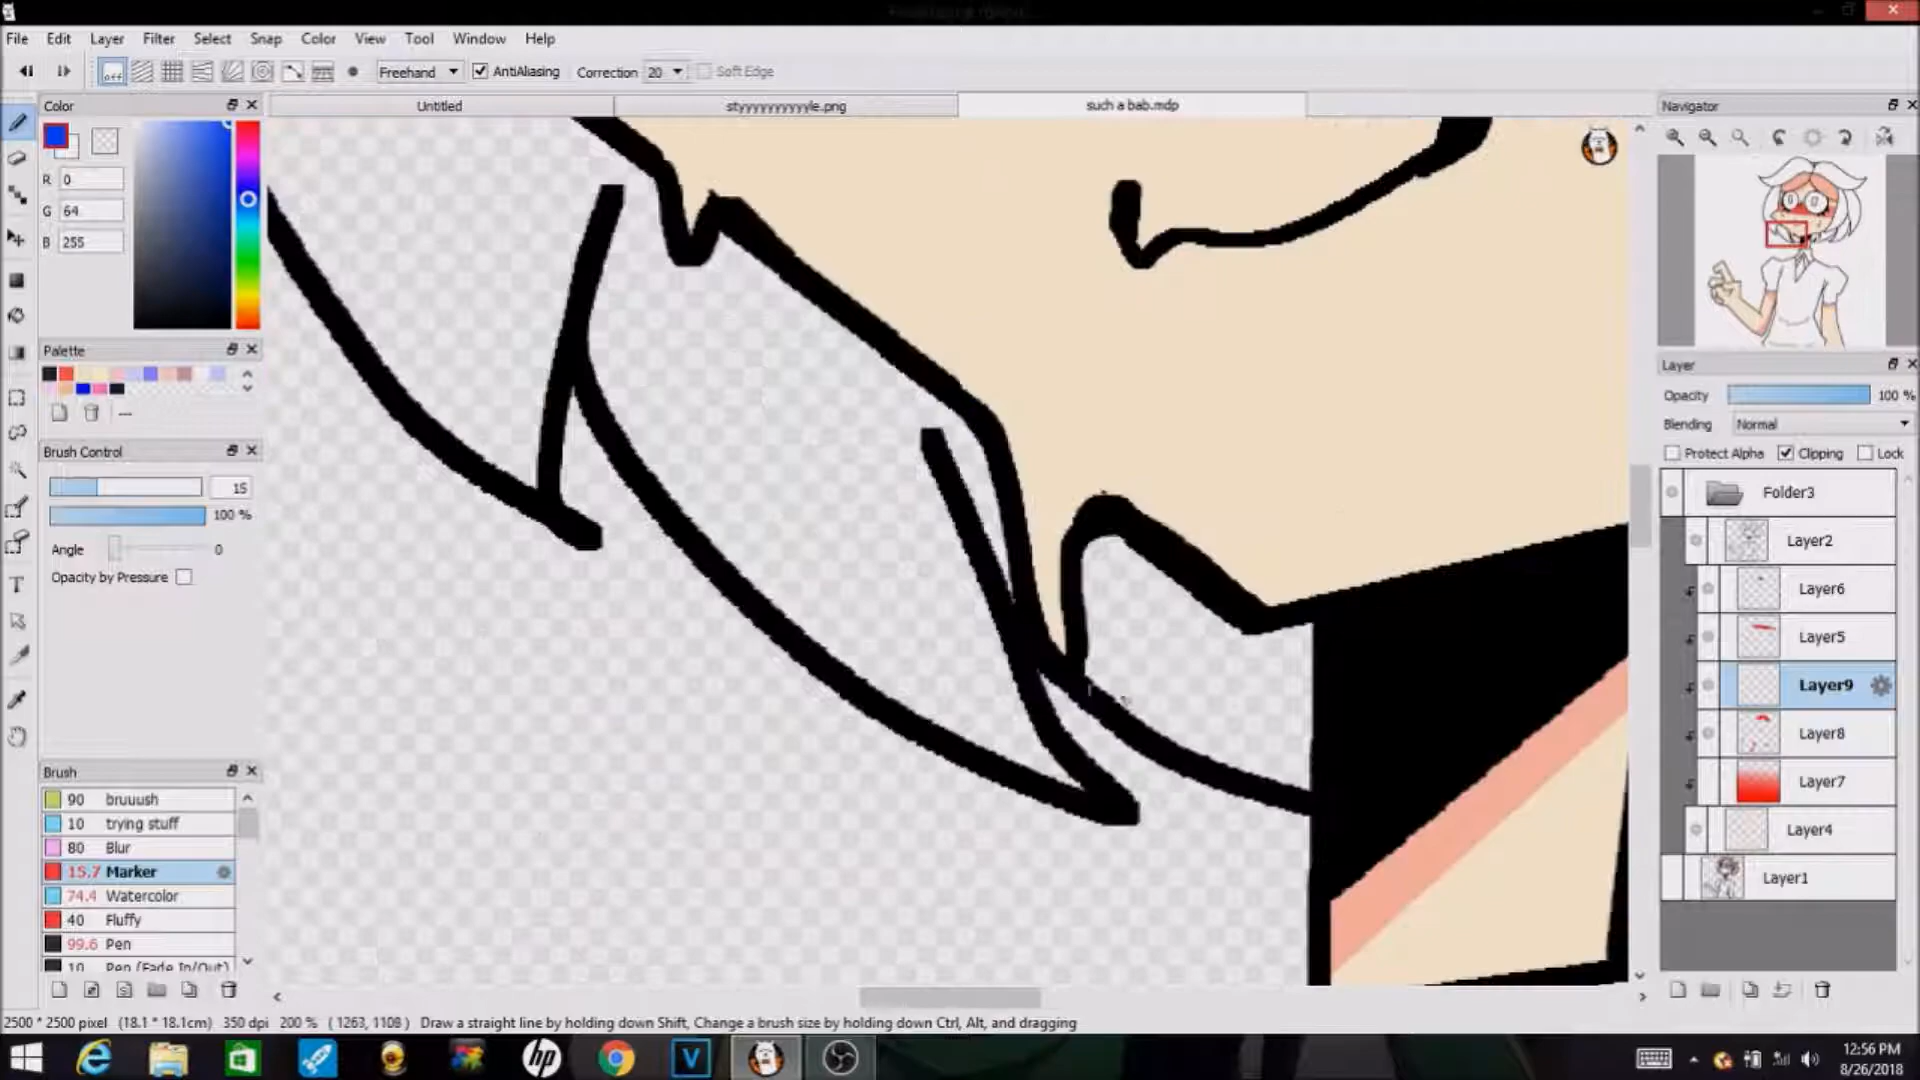 File Edit Layer Filter Select Snap Color View Tool Window Help
off Freehand AntiAliasing Correction 20 Soft Edge
Color
Untitled styyyyyyyyyyle.png such a bab.mdp
Navigator
R 0
G 64
B 255
Palette
---
Brush Control
15
100 %
Angle 0
Opacity by Pressure
Brush
90 bruuush
10 trying stuff
80 Blur
15.7 Marker
74.4 Watercolor
40 Fluffy
99.6 Pen
10 Pen (Fade In/Out)
Layer
Opacity 100 %
Blending Normal
Protect Alpha Clipping Lock
Folder3
Layer2
Layer6
Layer5
Layer9
Layer8
Layer7
Layer4
Layer1
2500 * 2500 pixel (18.1 * 18.1cm) 350 dpi 200 % ( 1263, 1108 ) Draw a straight line by holding down Shift, Change a brush size by holding down Ctrl, Alt, and dragging
hp V
12:56 PM
8/26/2018